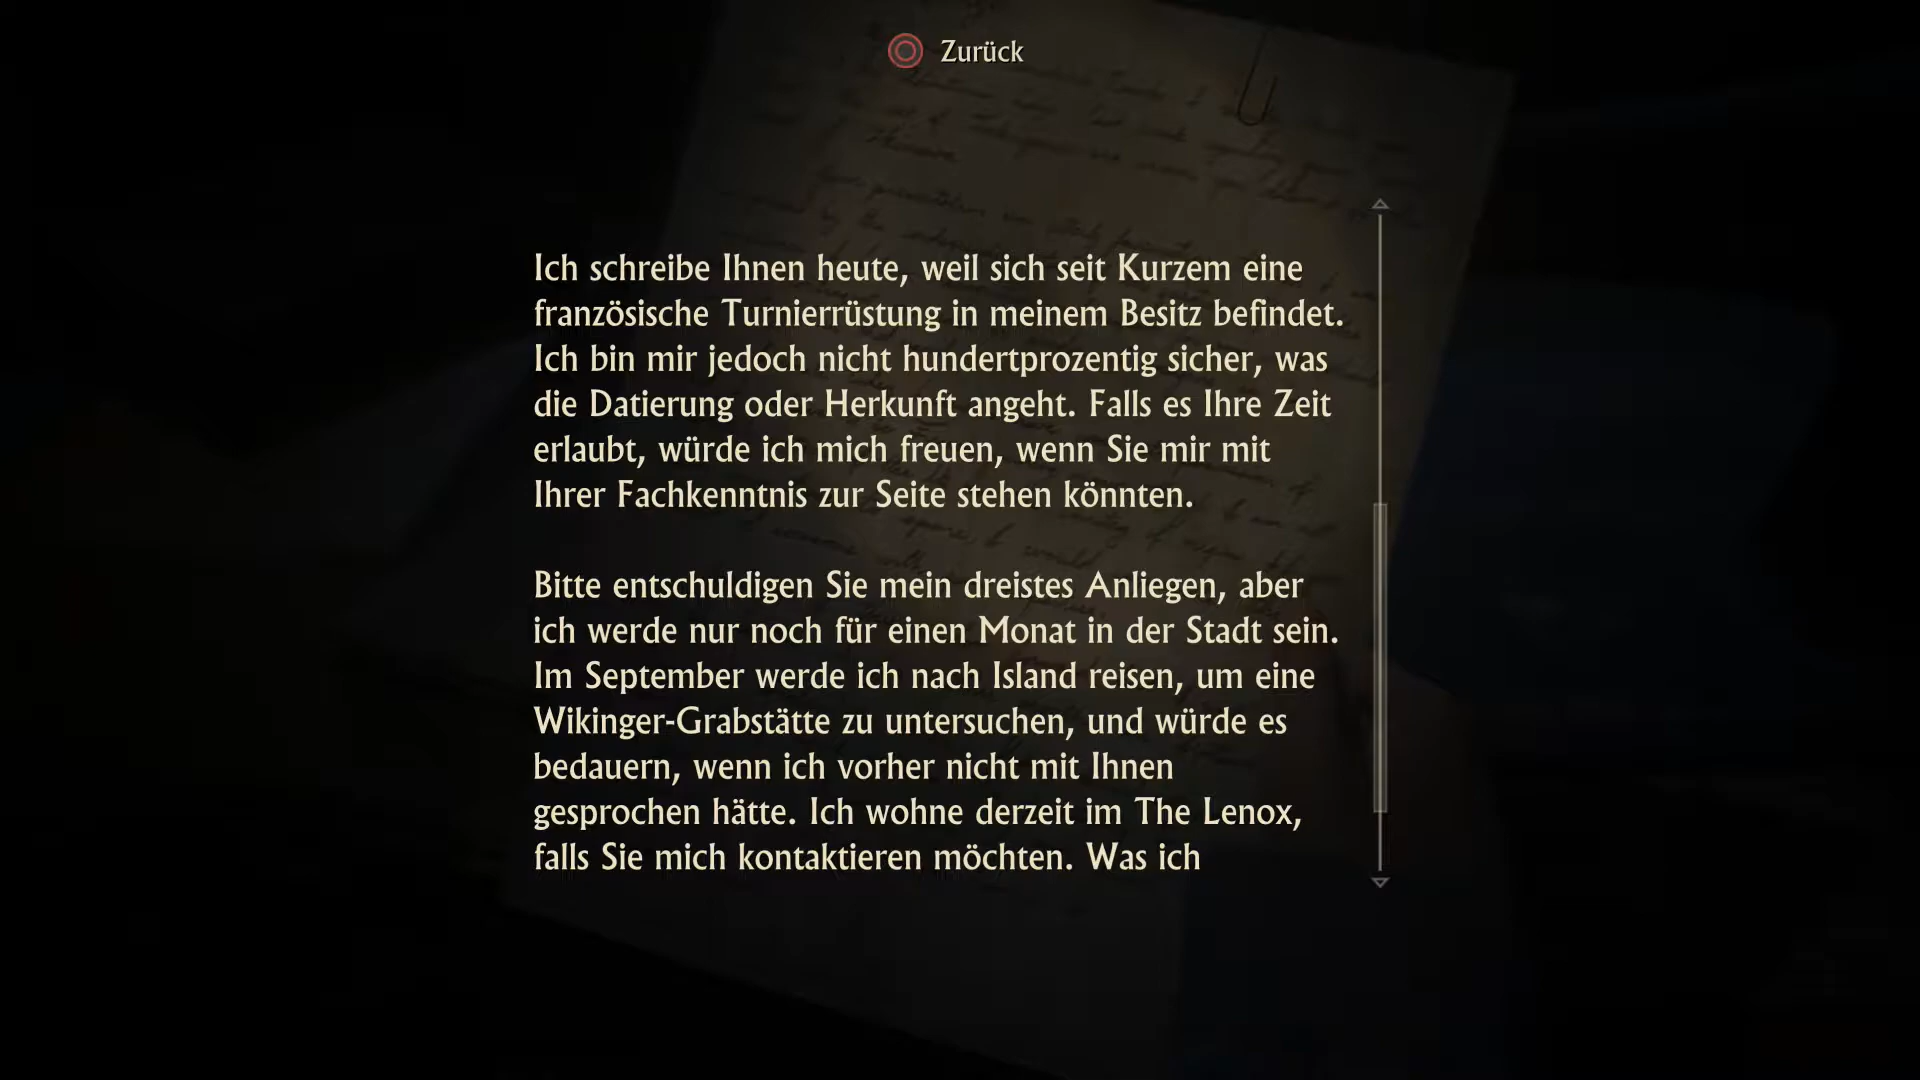 Zurück
Ich schreibe Ihnen heute, weil sich seit Kurzem eine
französische Turnierrüstung in meinem Besitz befindet.
Ich bin mir jedoch nicht hundertprozentig sicher, was
die Datierung oder Herkunft angeht. Falls es Ihre Zeit
erlaubt, würde ich mich freuen, wenn Sie mir mit
Ihrer Fachkenntnis zur Seite stehen könnten.
Bitte entschuldigen Sie mein dreistes Anliegen, aber
ich werde nur noch für einen Monat in der Stadt sein.
Im September werde ich nach Island reisen, um eine
Wikinger-Grabstätte zu untersuchen, und würde es
bedauern, wenn ich vorher nicht mit Ihnen
gesprochen hätte. Ich wohne derzeit im The Lenox,
falls Sie mich kontaktieren möchten. Was ich